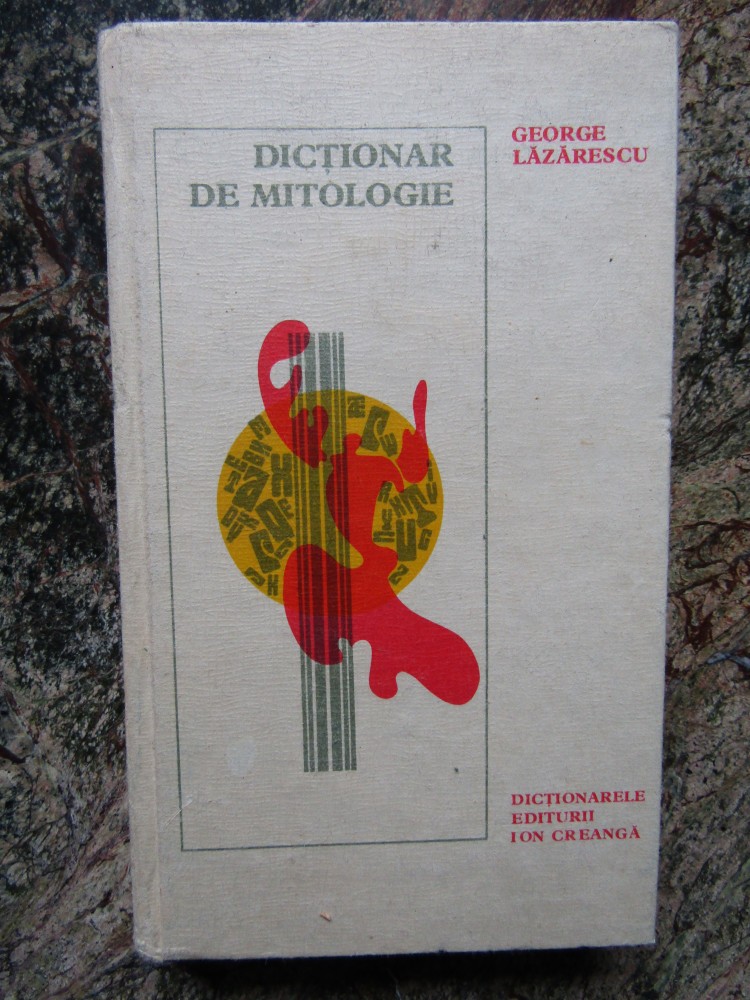 DICȚIONAR
DE MITOLOGIE
GEORGE
LĂZĂRESCU
DICȚIONARELE
EDITURII
ION CREANGĂ